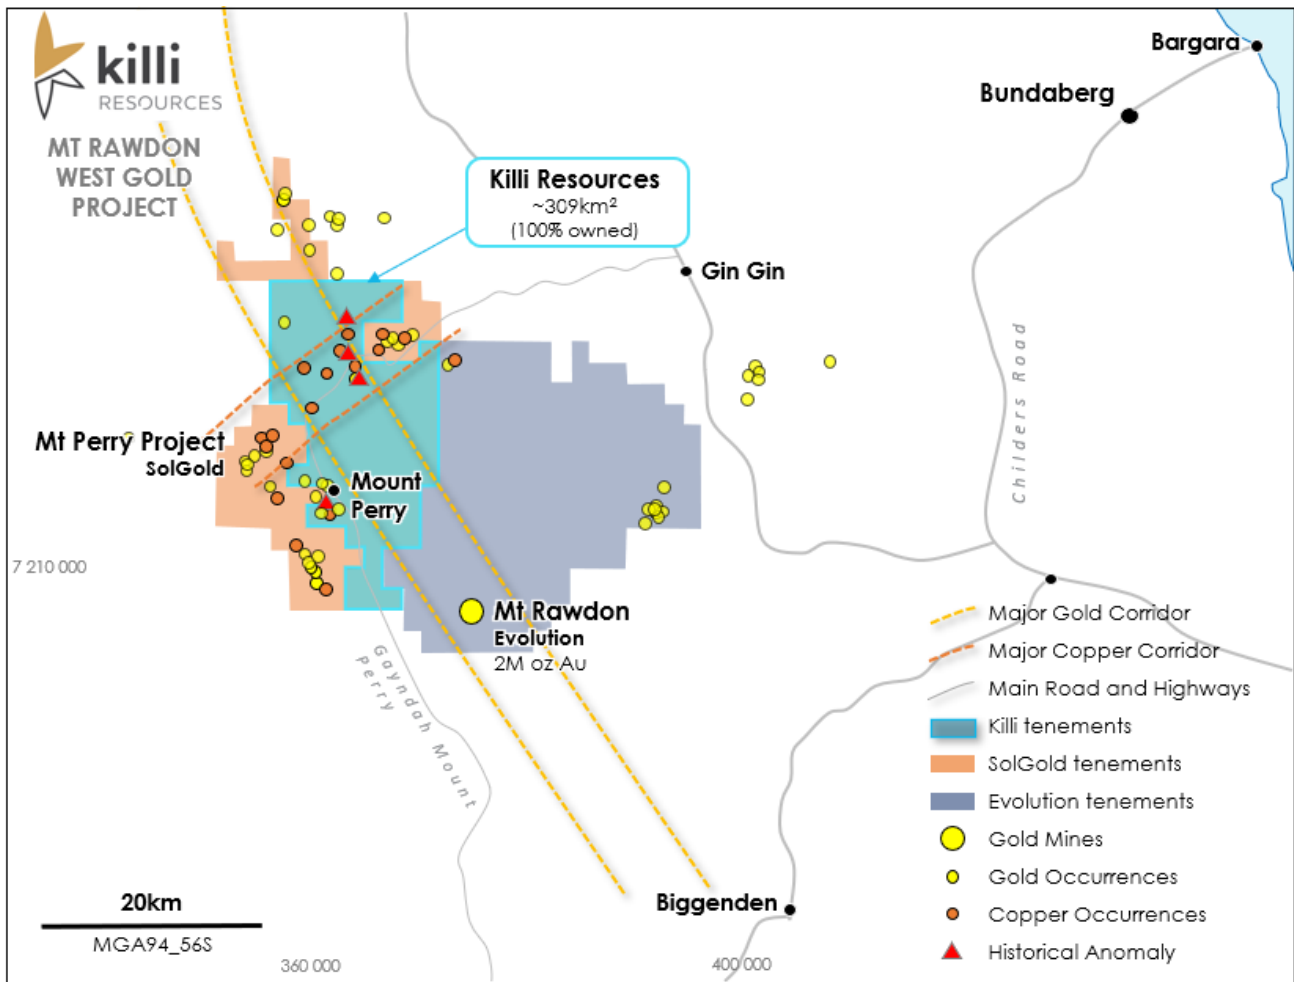 killi
RESOURCES
MT RAWDON
WEST GOLD
PROJECT
Bargara
Bundaberg
Killi Resources
~309km²
(100% owned)
Gin Gin
Childers Road
Mt Perry Project
SolGold
Mount
Perry
7 210 000
Mt Rawdon
Evolution
2M oz Au
Gayndah Mount
Perry
Biggenden
Major Gold Corridor
Major Copper Corridor
Main Road and Highways
Killi tenements
SolGold tenements
Evolution tenements
Gold Mines
Gold Occurrences
Copper Occurrences
Historical Anomaly
20km
MGA94_56S
360 000
400 000